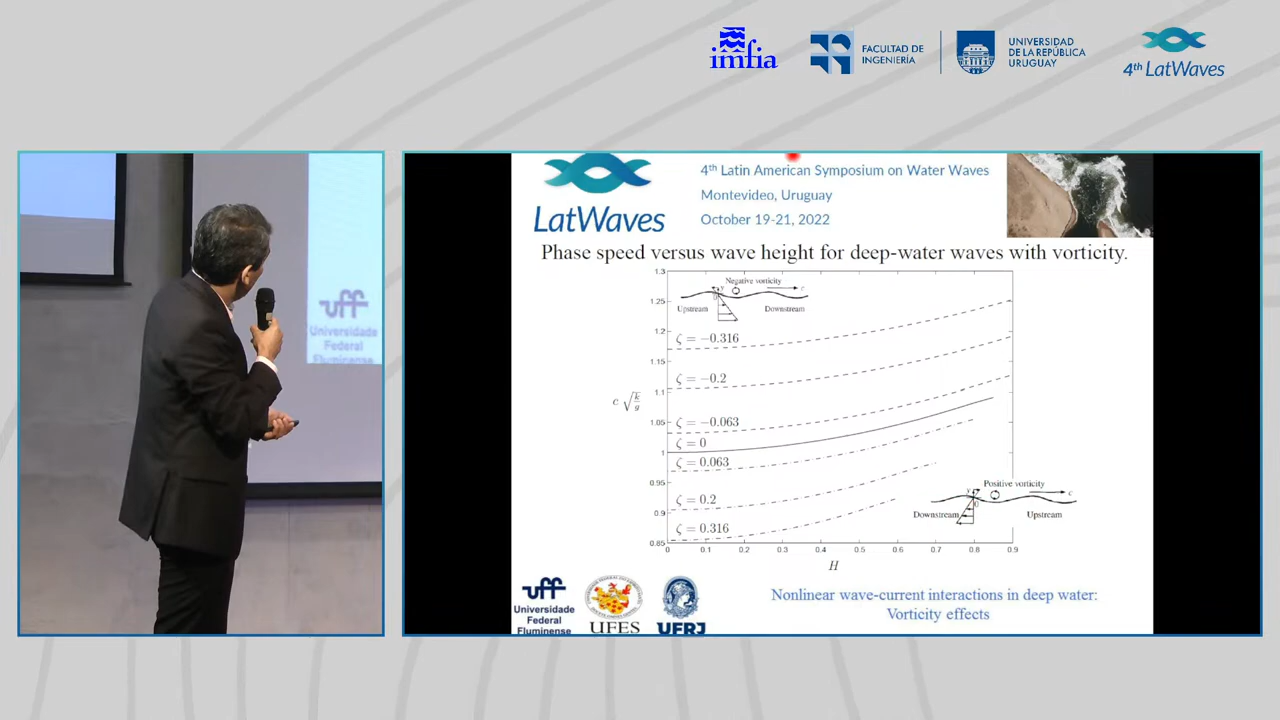 imfia
FACULTAD DE
INGENIERÍA
UNIVERSIDAD
DE LA REPÚBLICA
URUGUAY
4th LatWaves
uff
Universidade
Federal
Fluminense
LatWaves
4th Latin American Symposium on Water Waves
Montevideo, Uruguay
October 19-21, 2022
Phase speed versus wave height for deep-water waves with vorticity.
1.3
1.25
1.2
1.15
1.1
1.05
1
0.95
0.9
0.85
c √k/g
Negative vorticity
y
c
0
Upstream
Downstream
ζ = −0.316
ζ = −0.2
ζ = −0.063
ζ = 0
ζ = 0.063
ζ = 0.2
ζ = 0.316
Positive vorticity
y
c
0
Downstream
Upstream
0
0.1
0.2
0.3
0.4
0.5
0.6
0.7
0.8
0.9
H
uff
Universidade
Federal
Fluminense
UFES
UFRJ
Nonlinear wave-current interactions in deep water:
Vorticity effects